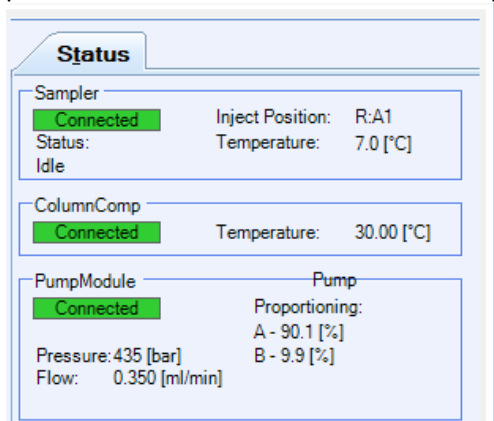 Status
Sampler
Connected Inject Position: R:A1
Status: Temperature: 7.0 [°C]
Idle
ColumnComp
Connected Temperature: 30.00 [°C]
PumpModule Pump
Connected Proportioning:
A - 90.1 [%]
Pressure: 435 [bar] B - 9.9 [%]
Flow: 0.350 [ml/min]